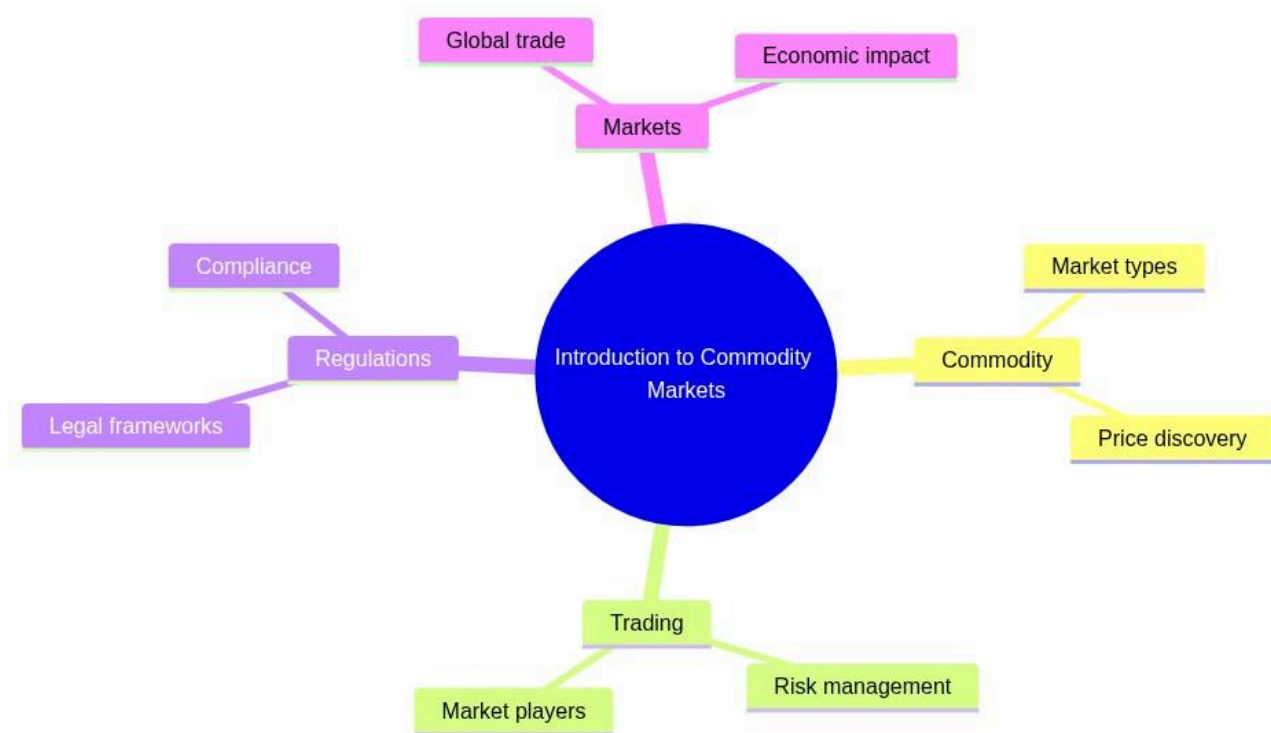 Global trade
Economic impact
Markets
Compliance
Market types
Regulations
Introduction to Commodity
Markets
Commodity
Legal frameworks
Price discovery
Trading
Risk management
Market players